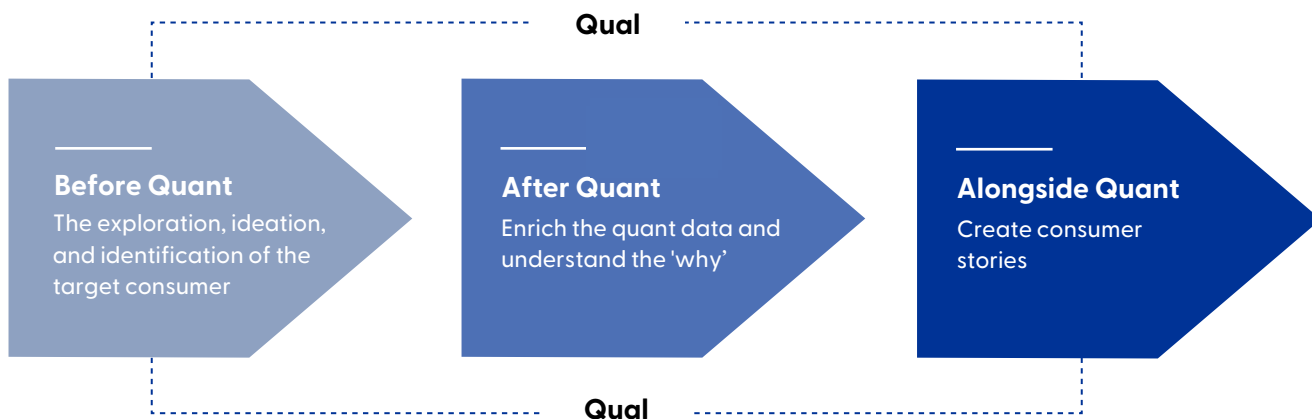 Qual
Before Quant
The exploration, ideation,
and identification of the
target consumer
After Quant
Enrich the quant data and
understand the 'why’
Alongside Quant
Create consumer
stories
Qual